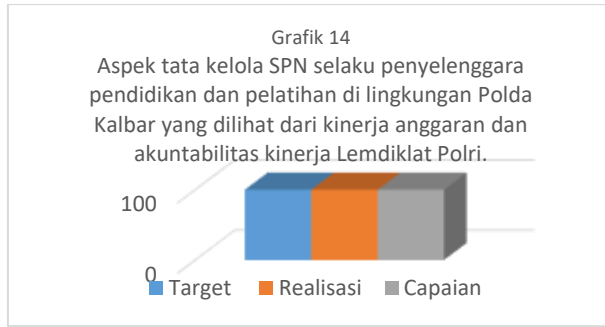 Grafik 14
Aspek tata kelola SPN selaku penyelenggara
pendidikan dan pelatihan di lingkungan Polda
Kalbar yang dilihat dari kinerja anggaran dan
akuntabilitas kinerja Lemdiklat Polri.
100
0
Target Realisasi Capaian